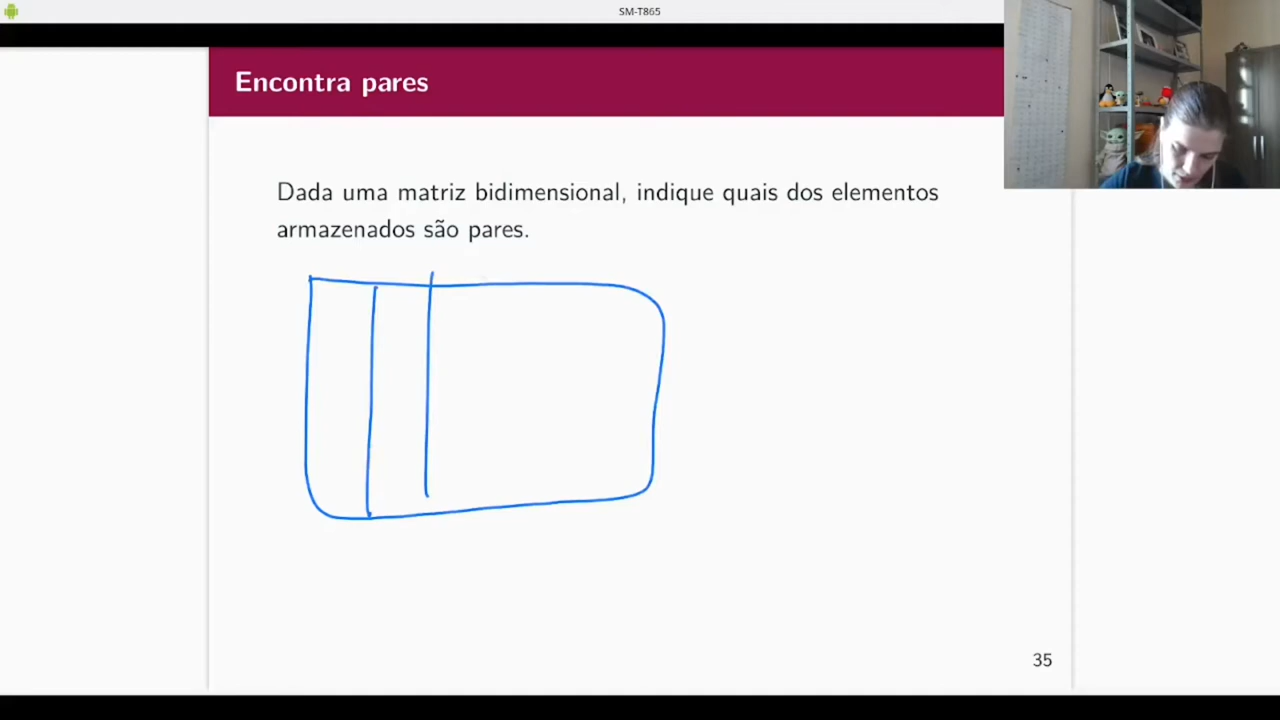 SM-T865
Encontra pares
Dada uma matriz bidimensional, indique quais dos elementos
armazenados são pares.
35